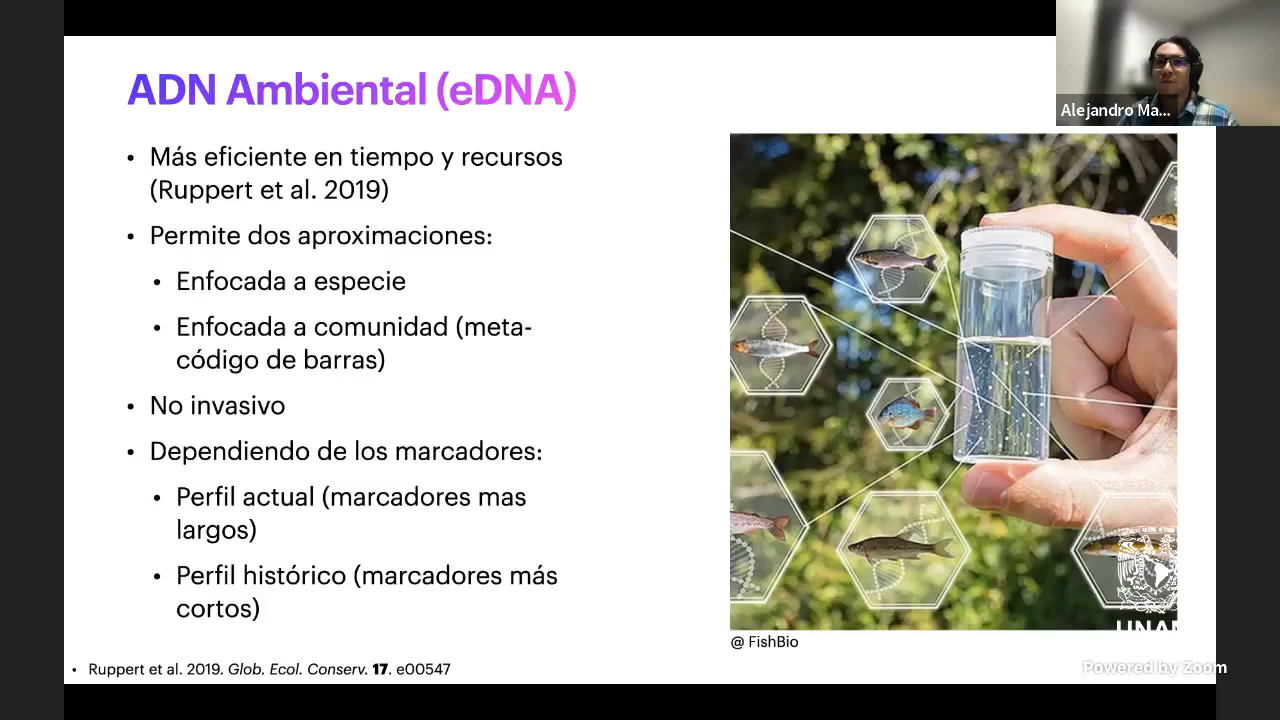 ADN Ambiental (eDNA)
• Más eficiente en tiempo y recursos
(Ruppert et al. 2019)
• Permite dos aproximaciones:
• Enfocada a especie
• Enfocada a comunidad (meta-
código de barras)
• No invasivo
• Dependiendo de los marcadores:
• Perfil actual (marcadores mas
largos)
• Perfil histórico (marcadores más
cortos)
• Ruppert et al. 2019. Glob. Ecol. Conserv. 17. e00547
Alejandro Ma...
@ FishBio
UNAM
Powered by Zoom